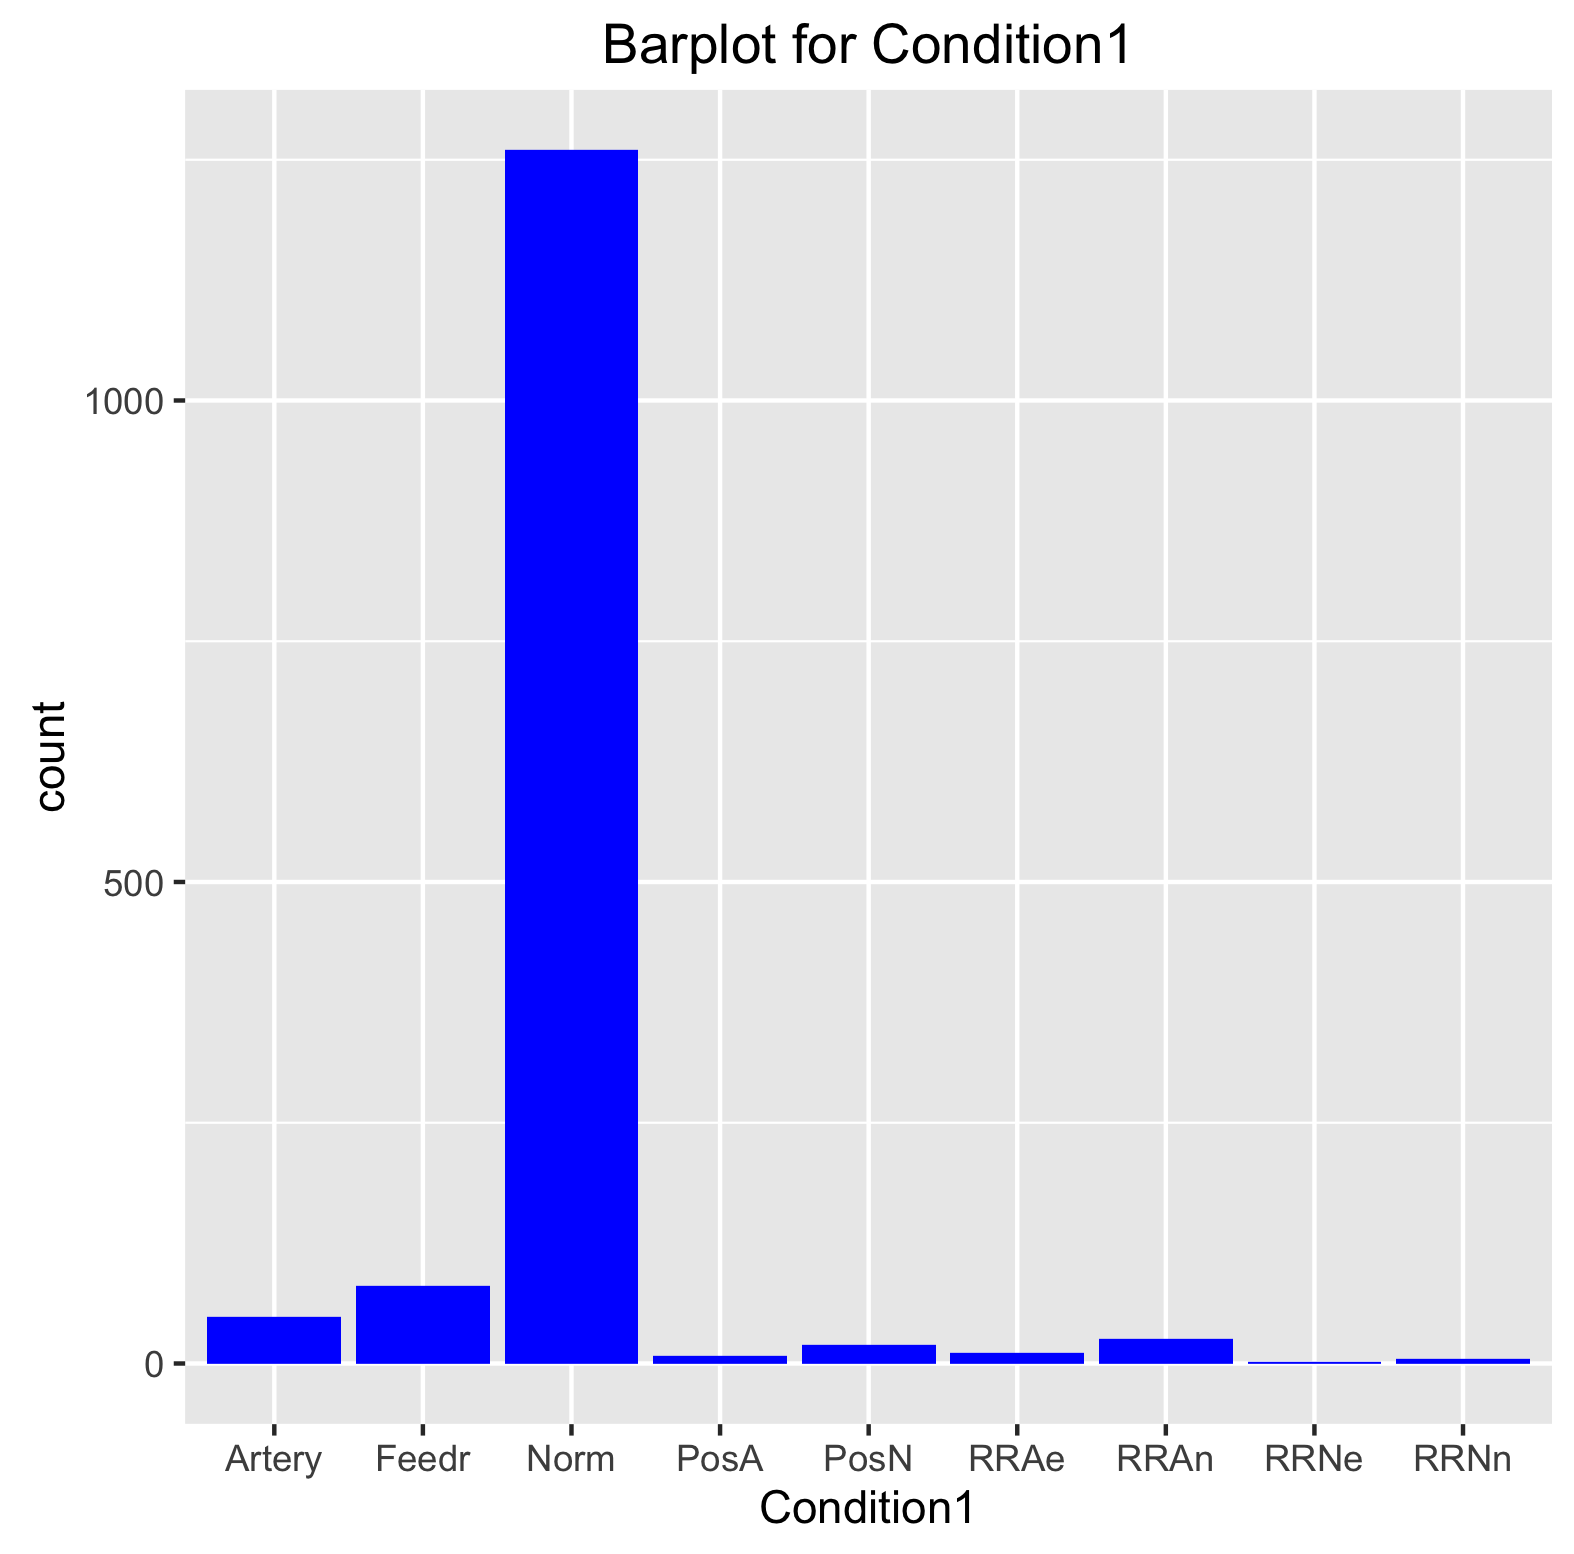 Barplot for Condition1
1000
500
0
count
Artery Feedr Norm PosA PosN RRAe RRAn RRNe RRNn
Condition1